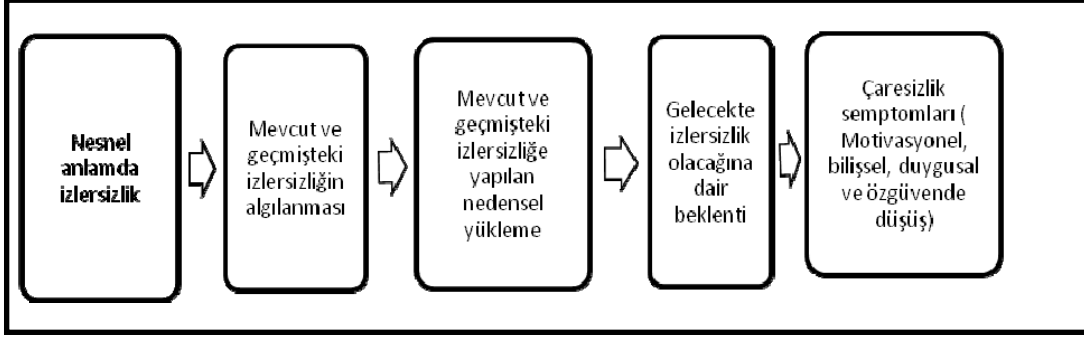 Nesnel
anlamda
izlersizlik
Mevcut ve
geçmişteki
izlersizliğin
algılanması
Mevcut ve
geçmişteki
izlersizliğe
yapılan
nedensel
yükleme
Gelecekte
izlersizlik
olacağına
dair
beklenti
Çaresizlik
semptomları (
Motivasyonel,
bilişsel, duygusal
ve özgüvende
düşüş)